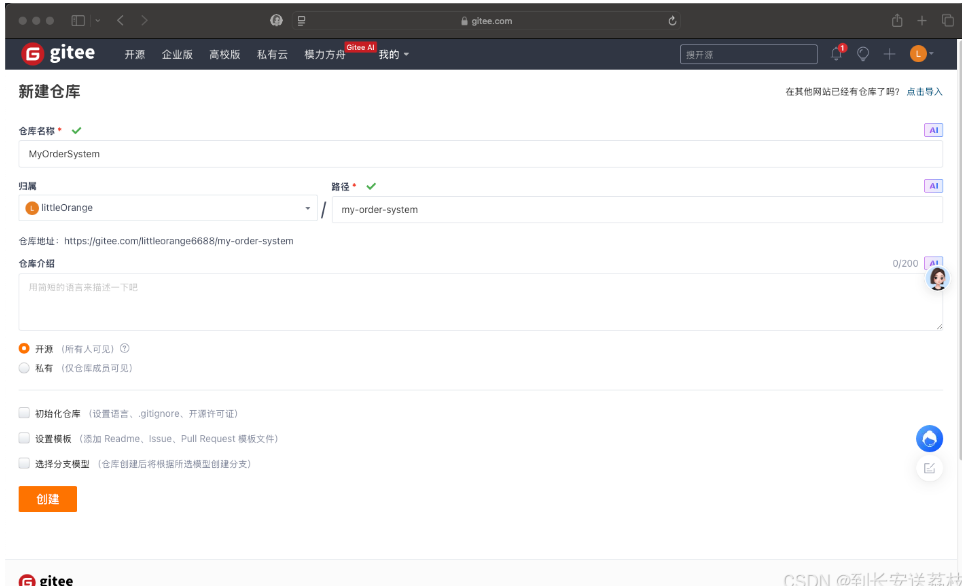 gitee.com
gitee 开源 企业版 高校版 私有云 模力方舟 Gitee AI 我的 搜开源 1 L
新建仓库
在其他网站已经有仓库了吗? 点击导入
仓库名称 * AI
MyOrderSystem
归属 路径 * AI
L littleOrange / my-order-system
仓库地址：https://gitee.com/littleorange6688/my-order-system
仓库介绍 0/200 AI
用简短的语言来描述一下吧
开源 (所有人可见) ?
私有 (仅仓库成员可见)
初始化仓库 (设置语言、.gitignore、开源许可证)
设置模板 (添加 Readme、Issue、Pull Request 模板文件)
选择分支模型 (仓库创建后将根据所选模型创建分支)
创建
gitee
CSDN @到长安送荔枝